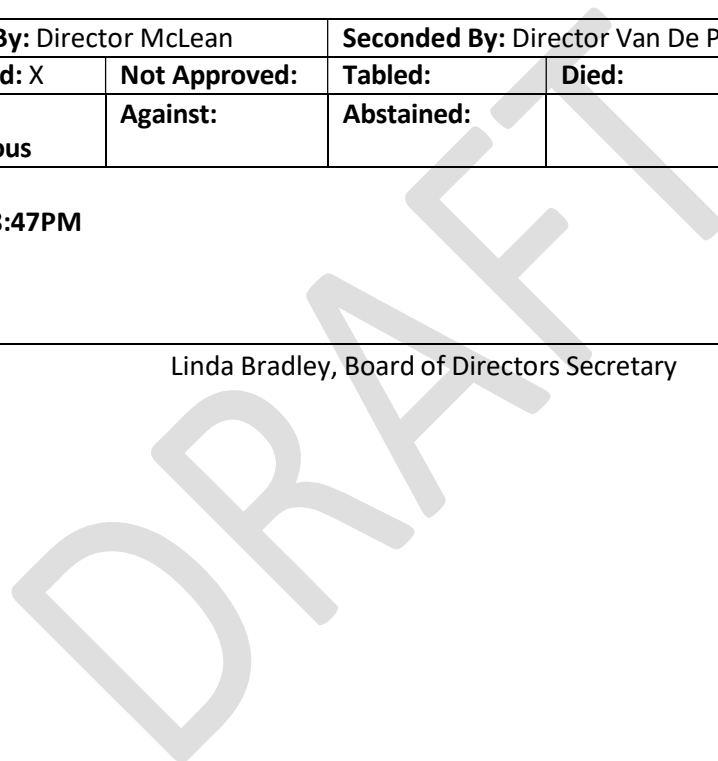 By: Director McLean Seconded By: Director Van De P
d: X Not Approved: Tabled: Died:
Against: Abstained:
ous
:47PM
Linda Bradley, Board of Directors Secretary
DRAFT